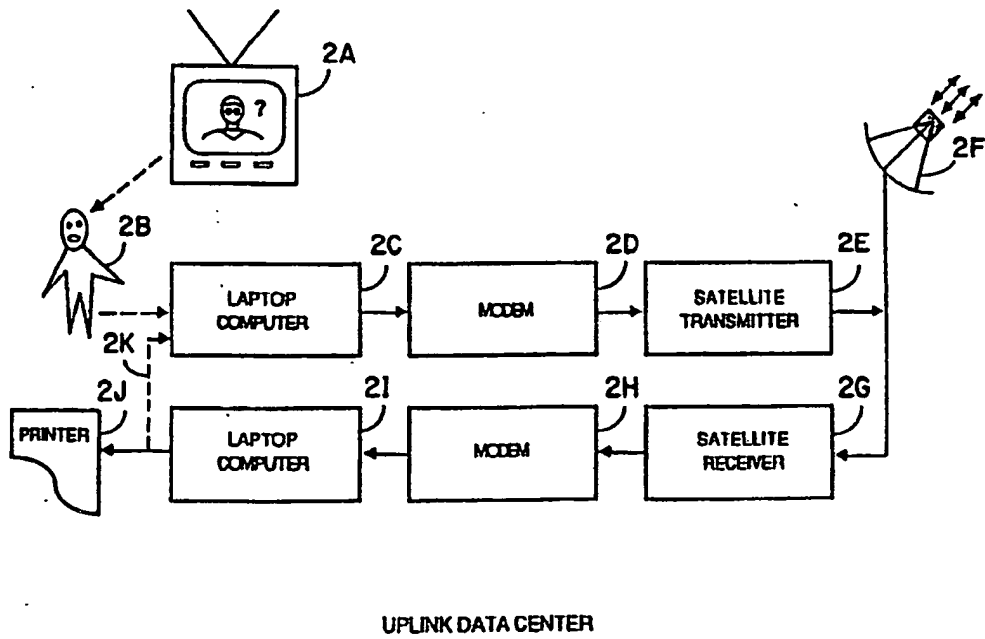 ?
2A
2F
2B
2C
2D
2E
LAPTOP
COMPUTER
MODEM
SATELLITE
TRANSMITTER
2K
2J
2I
2H
2G
PRINTER
LAPTOP
COMPUTER
MODEM
SATELLITE
RECEIVER
UPLINK DATA CENTER